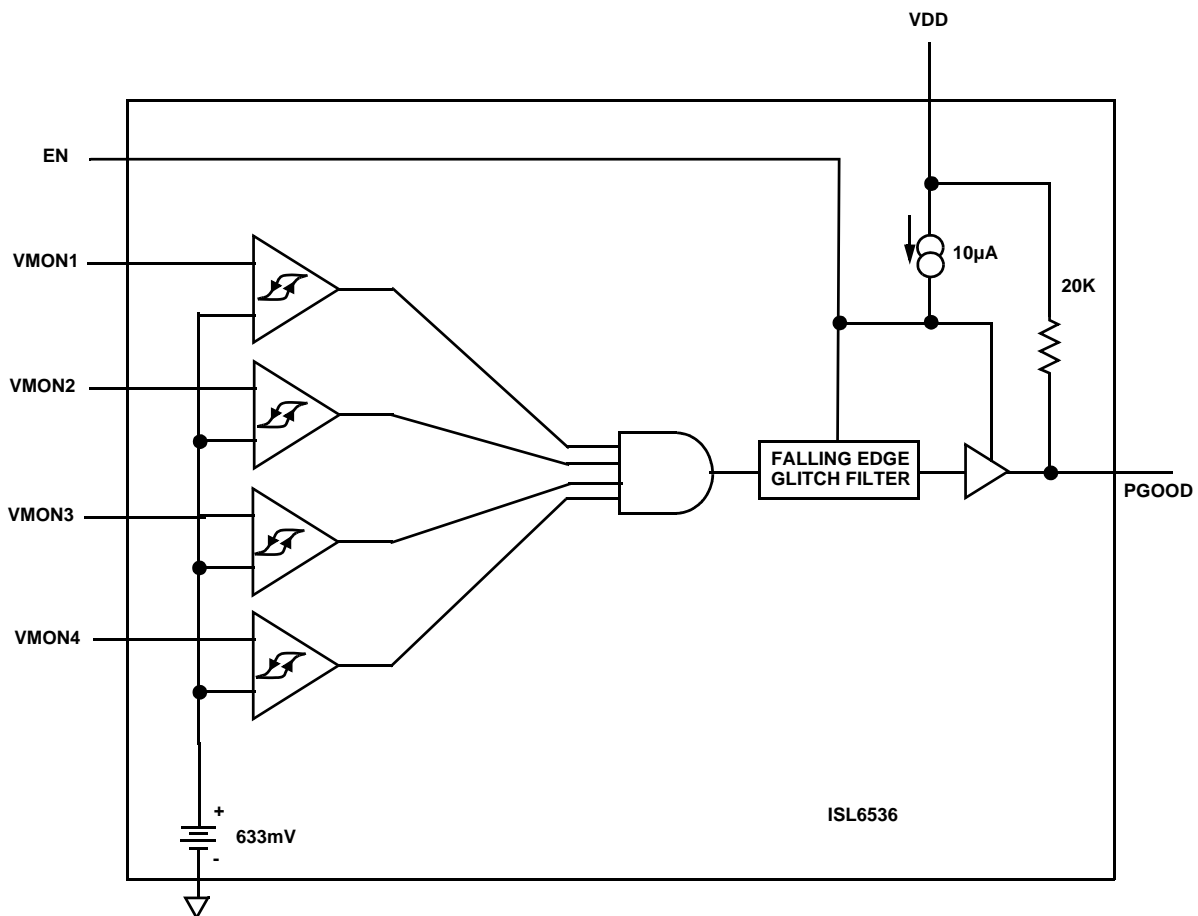 VDD
EN
VMON1
10µA
20K
VMON2
FALLING EDGE
GLITCH FILTER
PGOOD
VMON3
VMON4
ISL6536
+
633mV
-